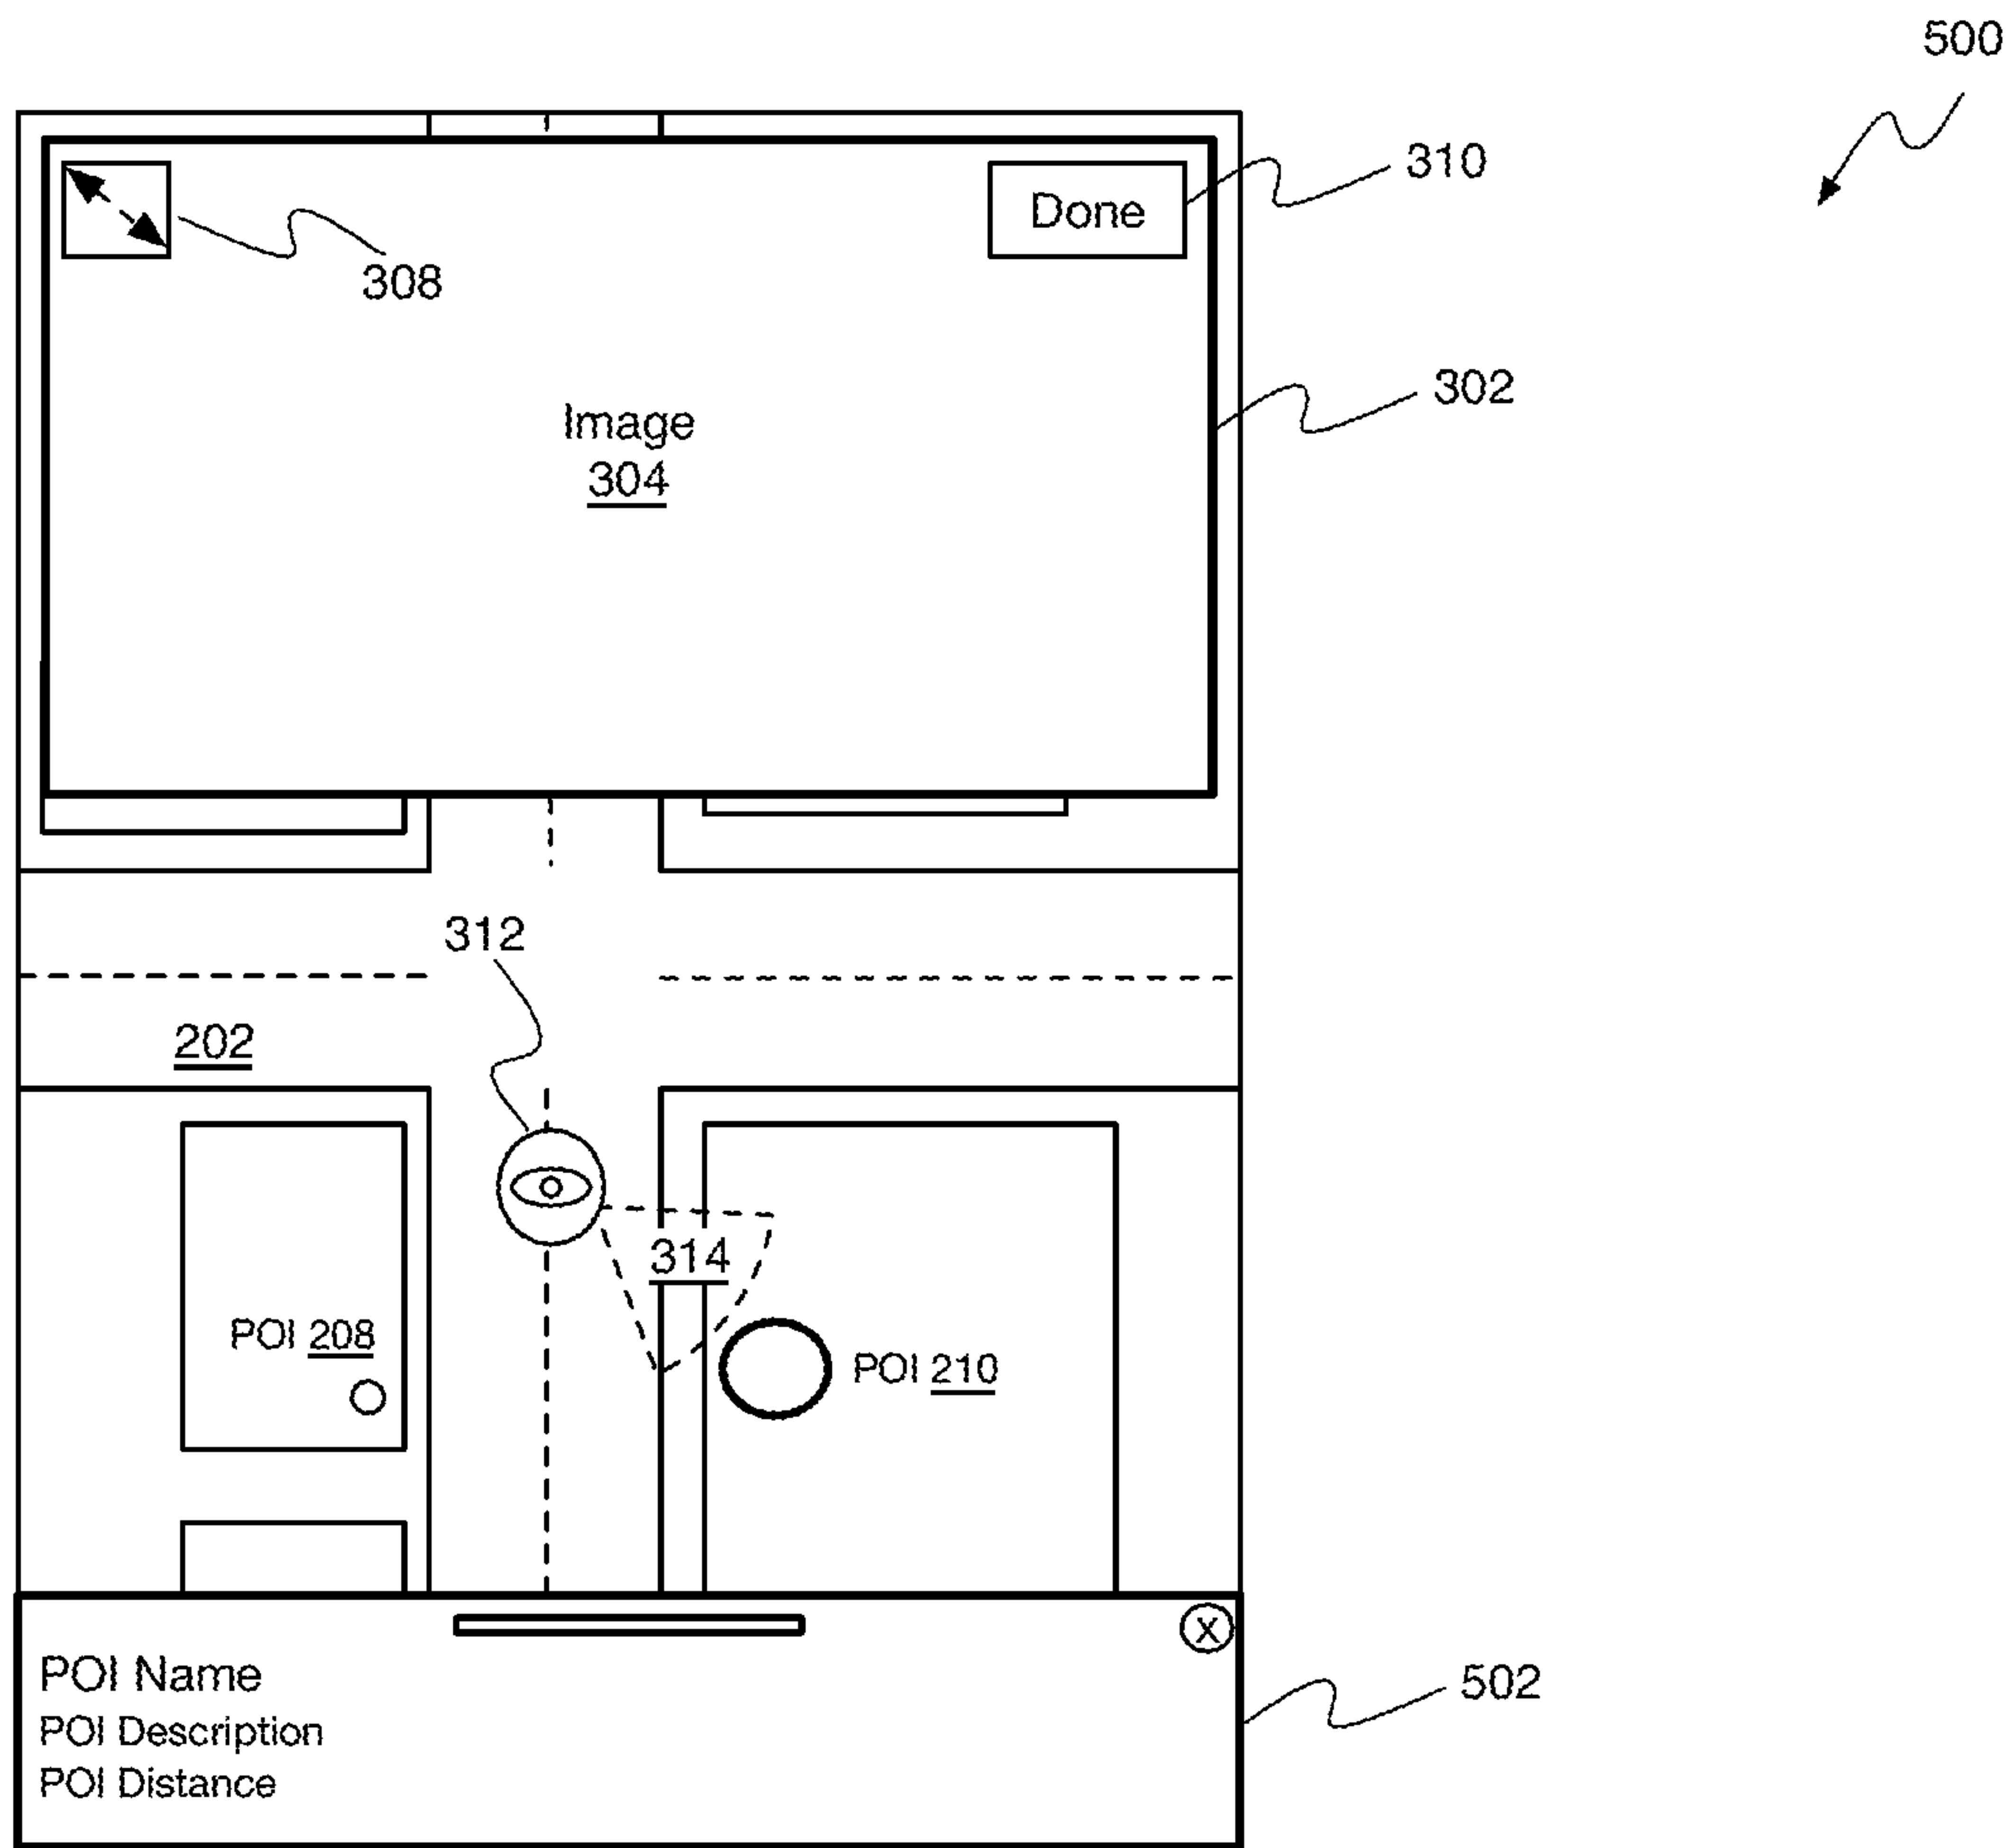 500
310
Done
308
302
Image
304
312
202
314
POI 208
POI 210
X
POI Name
502
POI Description
POI Distance